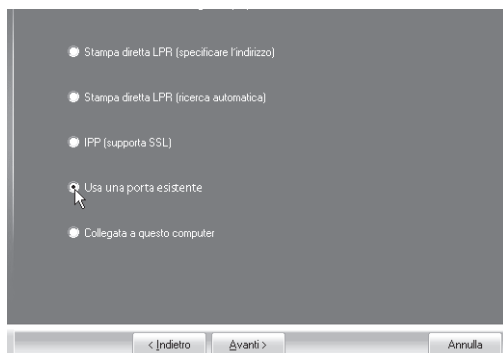 Stampa diretta LPR (specificare l'indirizzo)
Stampa diretta LPR (ricerca automatica)
IPP (supporta SSL)
Usa una porta esistente
Collegata a questo computer
< Indietro
Avanti >
Annulla